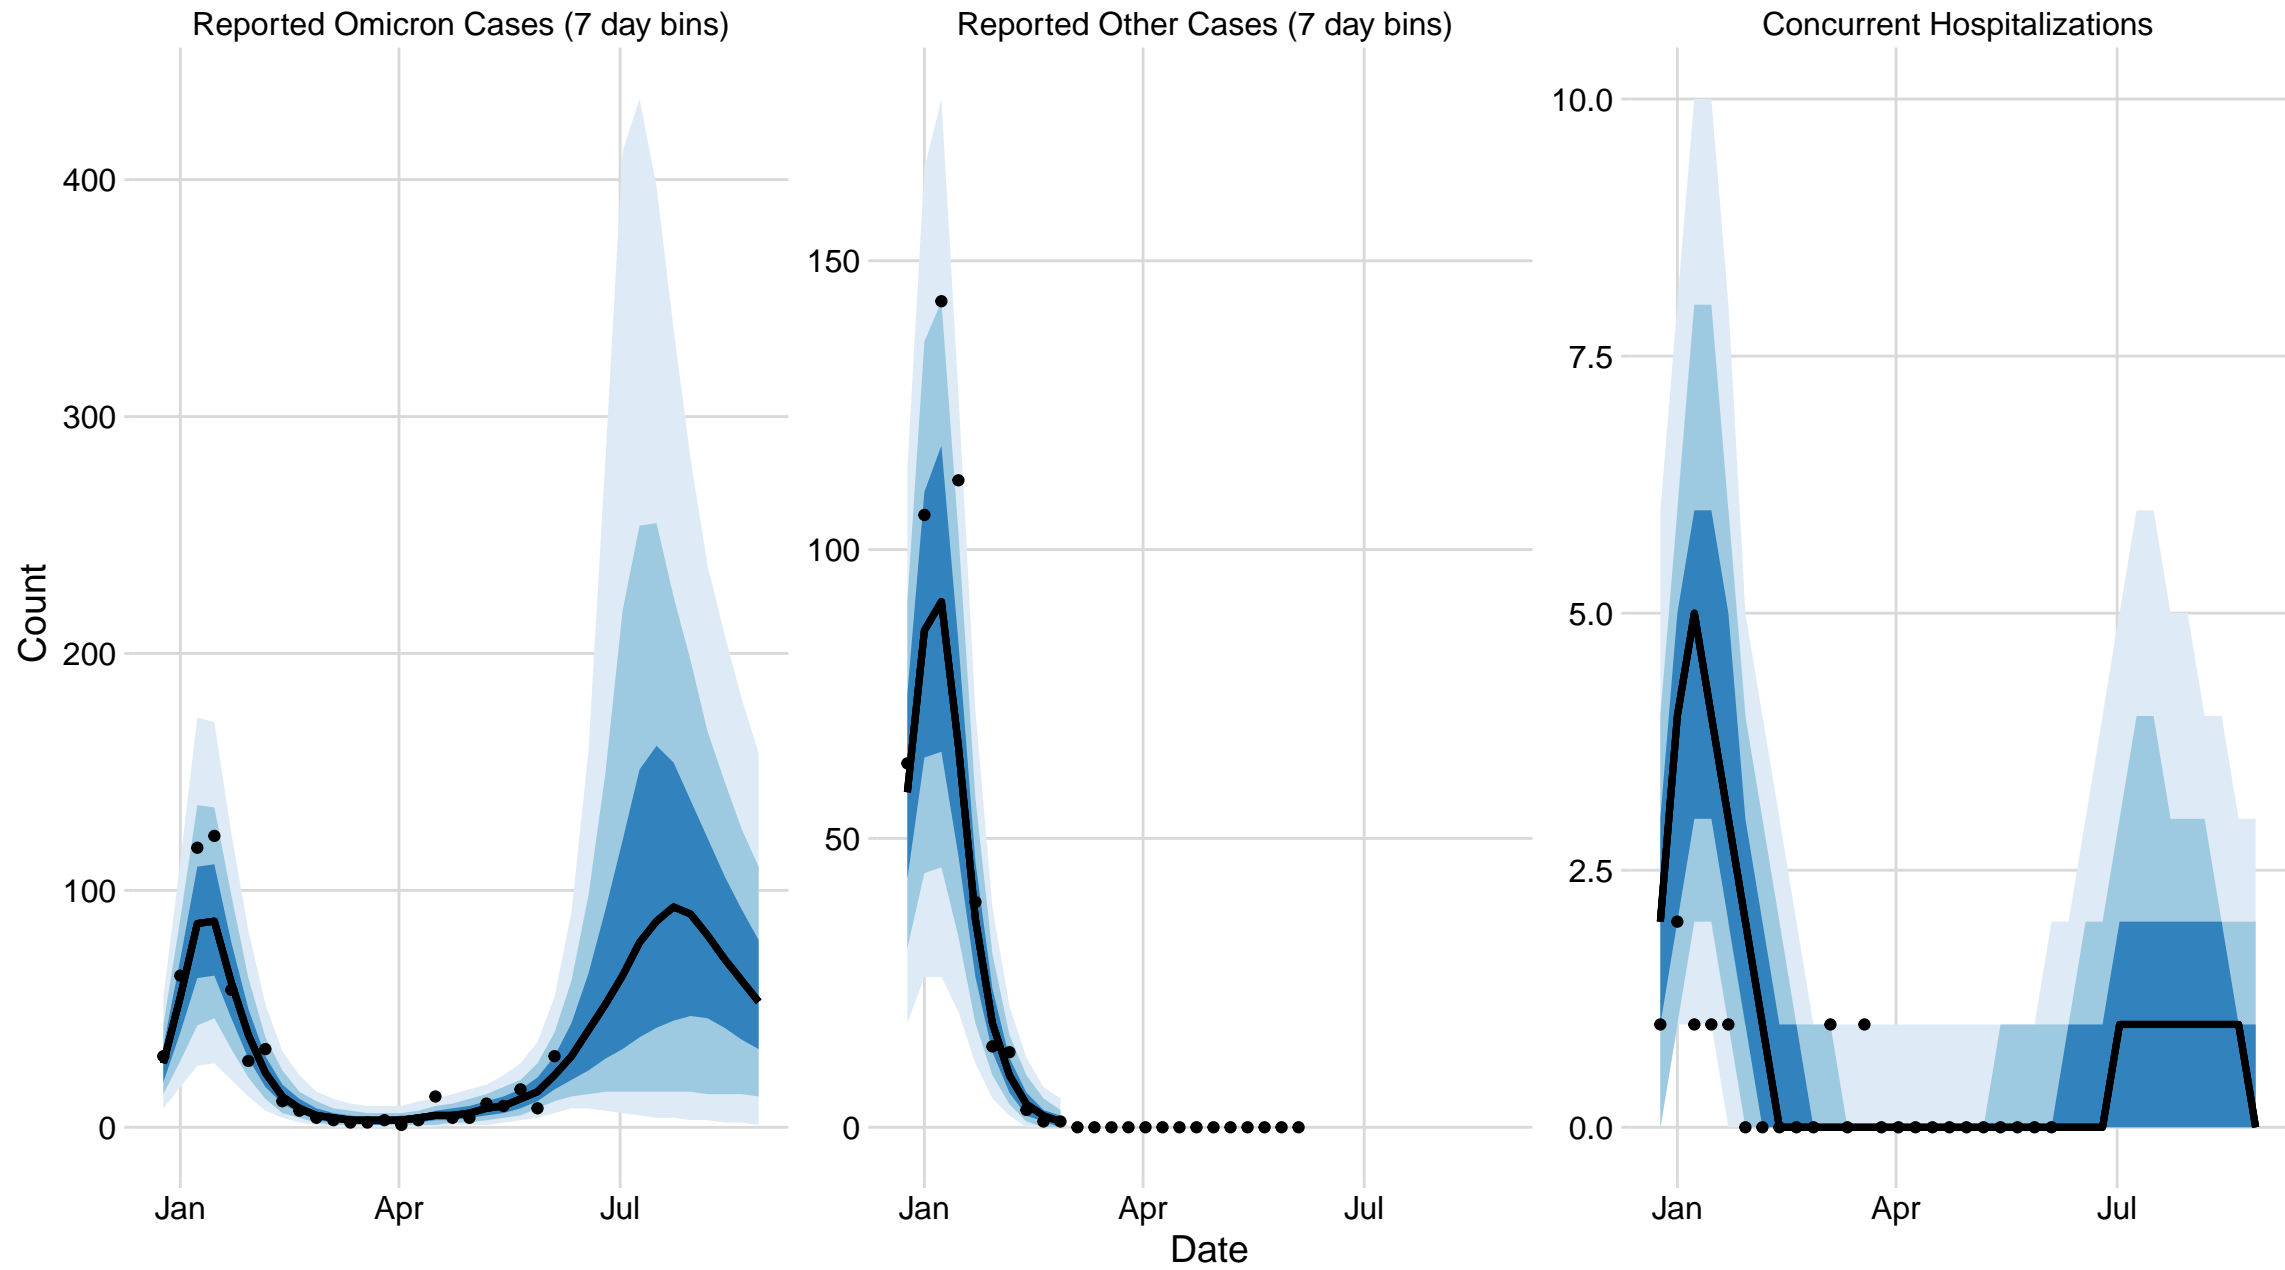 Reported Omicron Cases (7 day bins)
Reported Other Cases (7 day bins)
Concurrent Hospitalizations
Count
400
300
200
100
0
150
100
50
0
10.0
7.5
5.0
2.5
0.0
Jan Apr Jul
Jan Apr Jul
Jan Apr Jul
Date